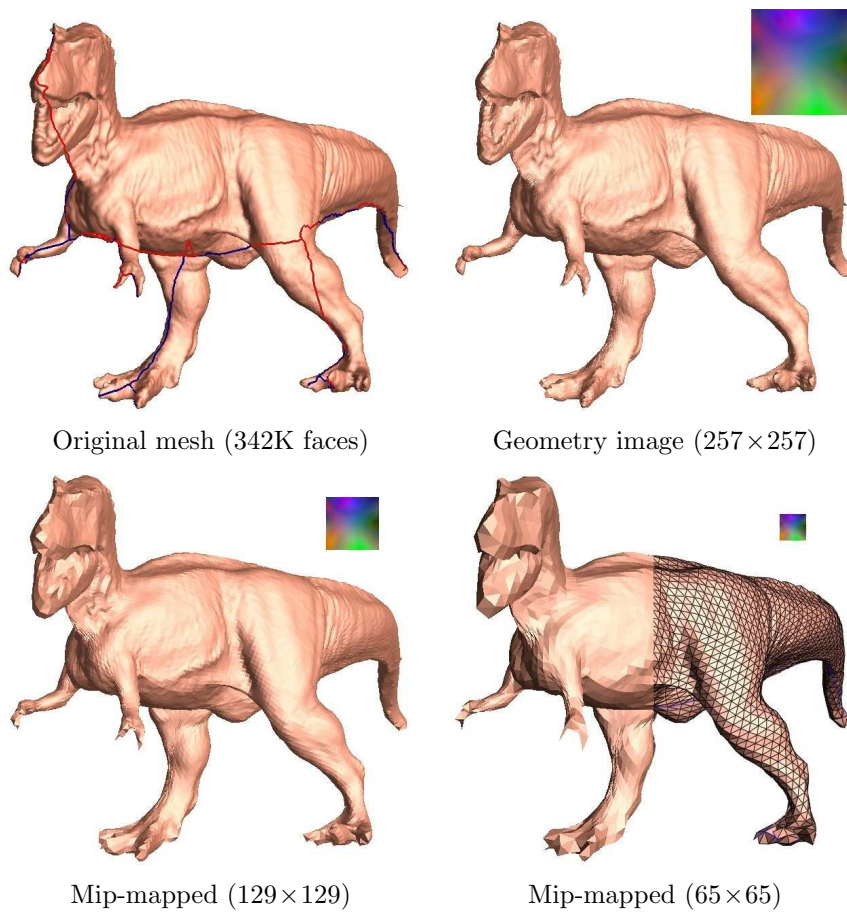 Original mesh (342K faces)
Geometry image (257×257)
Mip-mapped (129×129)
Mip-mapped (65×65)